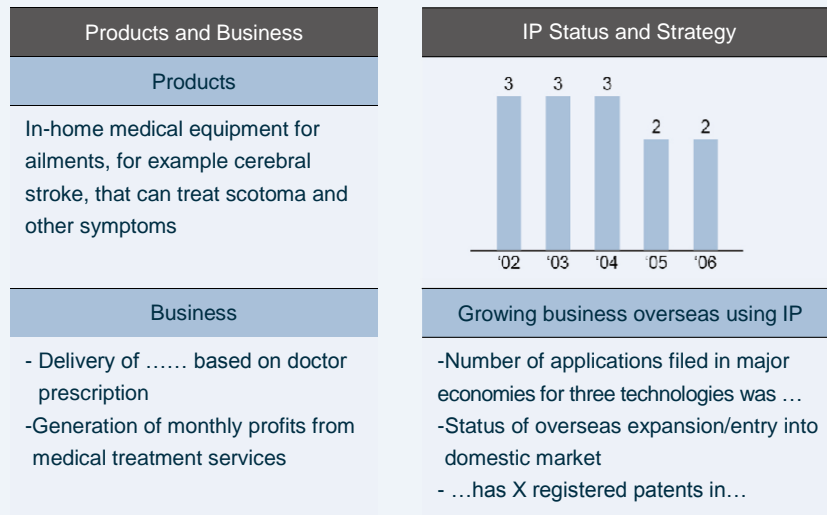 Products and Business
Products
In-home medical equipment for
ailments, for example cerebral
stroke, that can treat scotoma and
other symptoms
Business
- Delivery of …… based on doctor
prescription
-Generation of monthly profits from
medical treatment services
IP Status and Strategy
3 3 3 2 2
‘02 ‘03 ‘04 ‘05 ‘06
Growing business overseas using IP
-Number of applications filed in major
economies for three technologies was …
-Status of overseas expansion/entry into
domestic market
- …has X registered patents in…